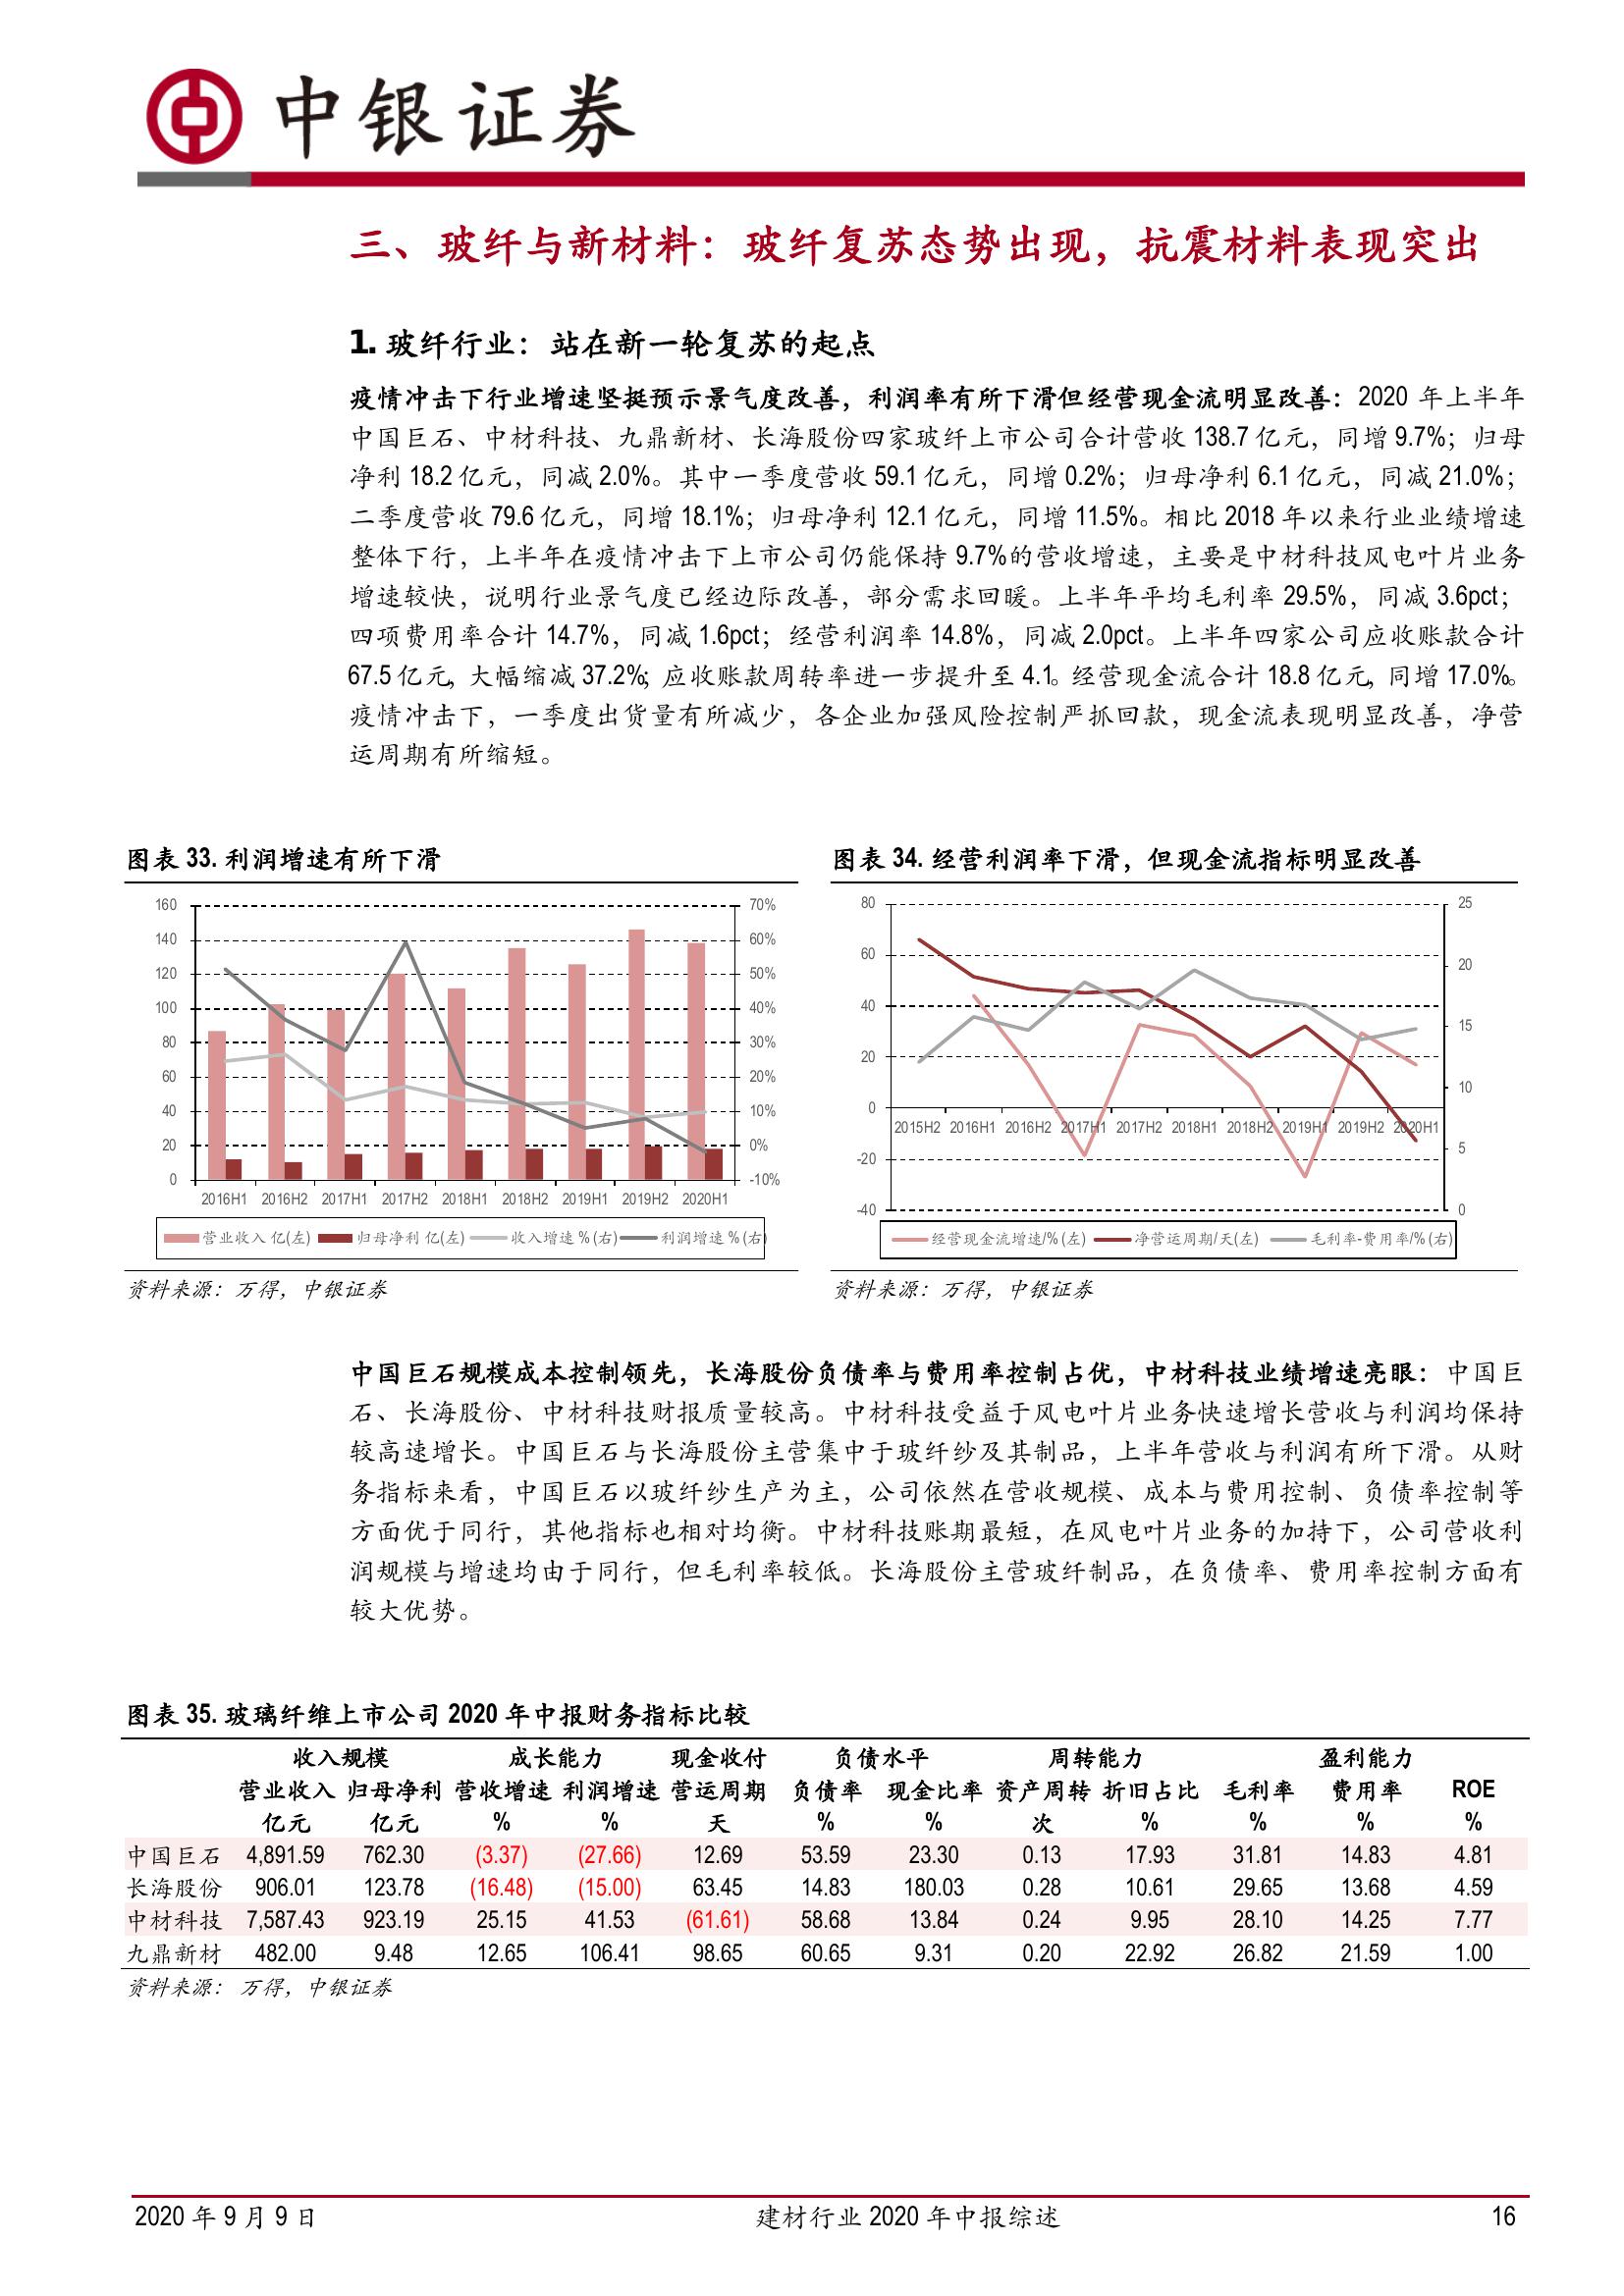 中银证券
三、玻纤与新材料：玻纤复苏态势出现，抗震材料表现突出
1. 玻纤行业：站在新一轮复苏的起点
疫情冲击下行业增速坚挺预示景气度改善，利润率有所下滑但经营现金流明显改善：2020 年上半年
中国巨石、中材科技、九鼎新材、长海股份四家玻纤上市公司合计营收 138.7 亿元，同增 9.7%；归母
净利 18.2 亿元，同减 2.0%。其中一季度营收 59.1 亿元，同增 0.2%；归母净利 6.1 亿元，同减 21.0%；
二季度营收 79.6 亿元，同增 18.1%；归母净利 12.1 亿元，同增 11.5%。相比 2018 年以来行业业绩增速
整体下行，上半年在疫情冲击下上市公司仍能保持 9.7%的营收增速，主要是中材科技风电叶片业务
增速较快，说明行业景气度已经边际改善，部分需求回暖。上半年平均毛利率 29.5%，同减 3.6pct；
四项费用率合计 14.7%，同减 1.6pct；经营利润率 14.8%，同减 2.0pct。上半年四家公司应收账款合计
67.5 亿元，大幅缩减 37.2%；应收账款周转率进一步提升至 4.1。经营现金流合计 18.8 亿元，同增 17.0%。
疫情冲击下，一季度出货量有所减少，各企业加强风险控制严抓回款，现金流表现明显改善，净营
运周期有所缩短。
图表 33. 利润增速有所下滑
160 140 120 100 80 60 40 20 0
70% 60% 50% 40% 30% 20% 10% 0% -10%
2016H1 2016H2 2017H1 2017H2 2018H1 2018H2 2019H1 2019H2 2020H1
营业收入 亿(左) 归母净利 亿(左) 收入增速 %(右) 利润增速 %(右)
资料来源：万得，中银证券
图表 34. 经营利润率下滑，但现金流指标明显改善
80 60 40 20 0 -20 -40
25 20 15 10 5 0
2015H2 2016H1 2016H2 2017H1 2017H2 2018H1 2018H2 2019H1 2019H2 2020H1
经营现金流增速/%(左) 净营运周期/天(左) 毛利率-费用率/%(右)
资料来源：万得，中银证券
中国巨石规模成本控制领先，长海股份负债率与费用率控制占优，中材科技业绩增速亮眼：中国巨
石、长海股份、中材科技财报质量较高。中材科技受益于风电叶片业务快速增长营收与利润均保持
较高速增长。中国巨石与长海股份主营集中于玻纤纱及其制品，上半年营收与利润有所下滑。从财
务指标来看，中国巨石以玻纤纱生产为主，公司依然在营收规模、成本与费用控制、负债率控制等
方面优于同行，其他指标也相对均衡。中材科技账期最短，在风电叶片业务的加持下，公司营收利
润规模与增速均由于同行，但毛利率较低。长海股份主营玻纤制品，在负债率、费用率控制方面有
较大优势。
图表 35. 玻璃纤维上市公司 2020 年中报财务指标比较
收入规模 成长能力 现金收付 负债水平 周转能力 盈利能力
营业收入 归母净利 营收增速 利润增速 营运周期 负债率 现金比率 资产周转 折旧占比 毛利率 费用率 ROE
亿元 亿元 % % 天 % % 次 % % % %
中国巨石 4,891.59 762.30 (3.37) (27.66) 12.69 53.59 23.30 0.13 17.93 31.81 14.83 4.81
长海股份 906.01 123.78 (16.48) (15.00) 63.45 14.83 180.03 0.28 10.61 29.65 13.68 4.59
中材科技 7,587.43 923.19 25.15 41.53 (61.61) 58.68 13.84 0.24 9.95 28.10 14.25 7.77
九鼎新材 482.00 9.48 12.65 106.41 98.65 60.65 9.31 0.20 22.92 26.82 21.59 1.00
资料来源： 万得，中银证券
2020 年 9 月 9 日 建材行业 2020 年中报综述 16